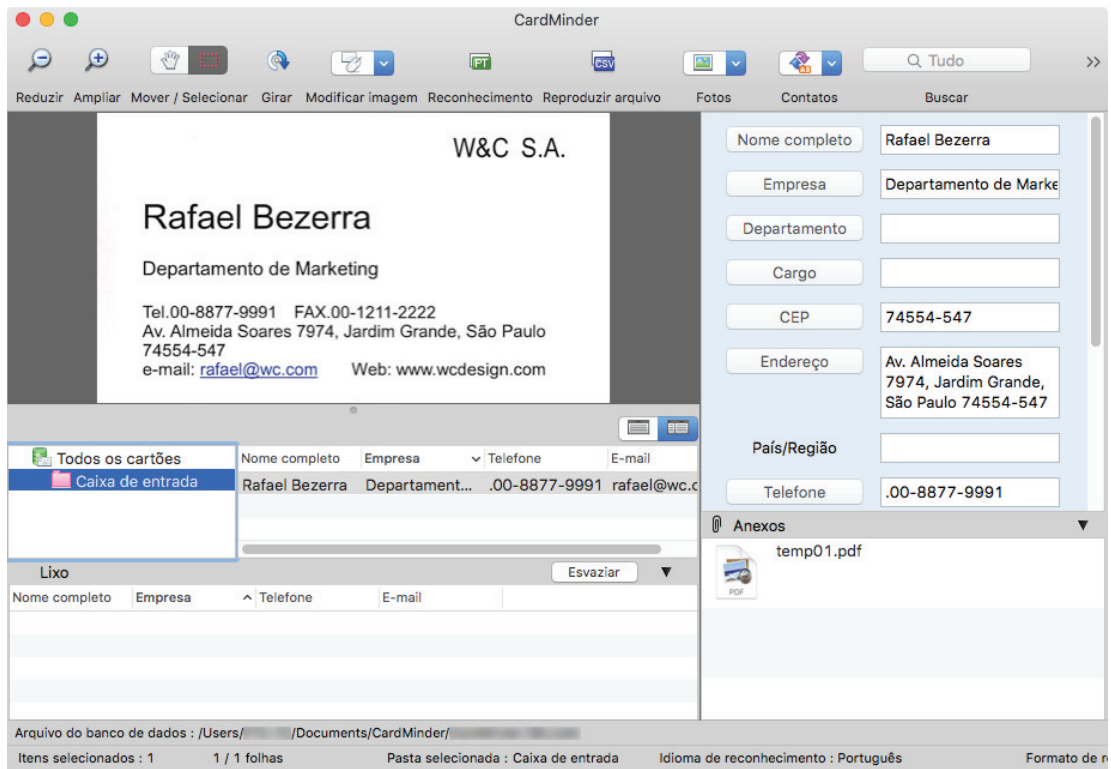 CardMinder
Tudo
Reduzir Ampliar Mover / Selecionar Girar Modificar imagem Reconhecimento Reproduzir arquivo Fotos Contatos Buscar
PT
CSV
W&C S.A.
Rafael Bezerra
Departamento de Marketing
Tel.00-8877-9991 FAX.00-1211-2222
Av. Almeida Soares 7974, Jardim Grande, São Paulo
74554-547
e-mail: rafael@wc.com Web: www.wcdesign.com
Nome completo Rafael Bezerra
Empresa Departamento de Marke
Departamento
Cargo
CEP 74554-547
Endereço Av. Almeida Soares
7974, Jardim Grande,
São Paulo 74554-547
País/Região
Telefone .00-8877-9991
Todos os cartões
Caixa de entrada
Nome completo Empresa Telefone E-mail
Rafael Bezerra Departament... .00-8877-9991 rafael@wc.c
Lixo Esvaziar
Nome completo Empresa Telefone E-mail
Anexos
temp01.pdf
PDF
Arquivo do banco de dados : /Users/ /Documents/CardMinder/
Itens selecionados : 1 1 / 1 folhas Pasta selecionada : Caixa de entrada Idioma de reconhecimento : Português Formato de r